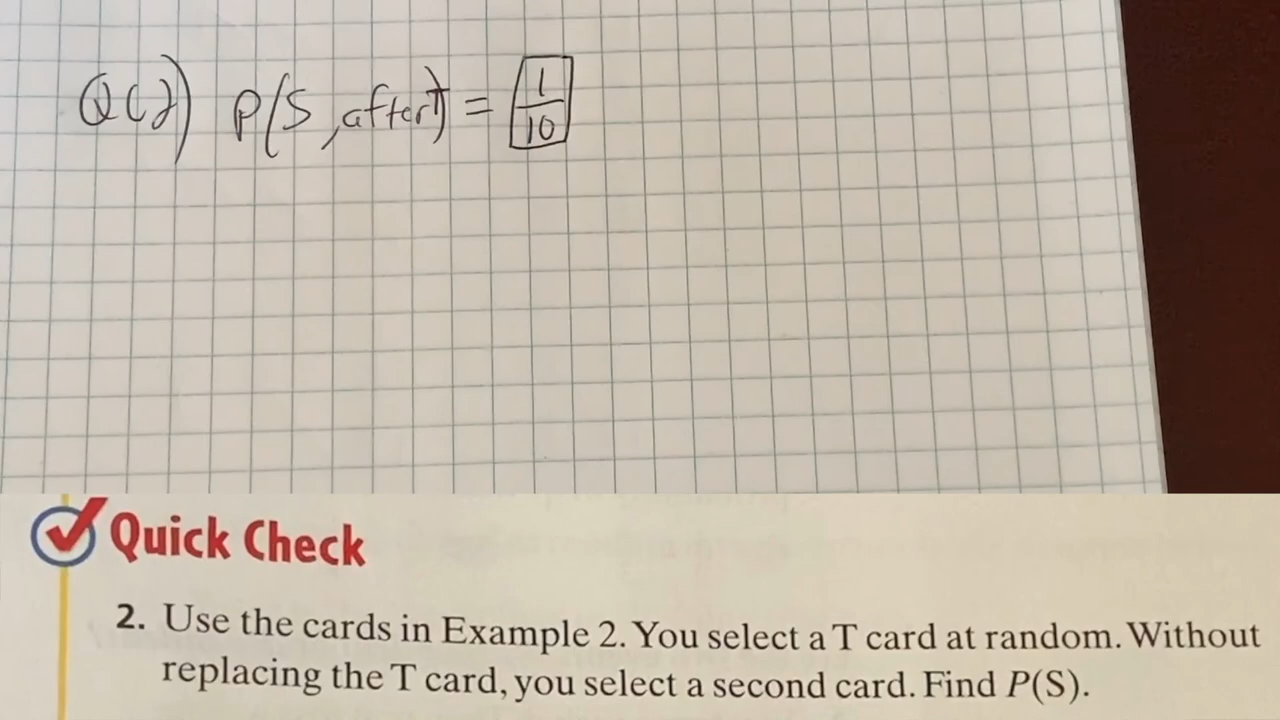 Q(2) P(S, after T) = 1/10
Quick Check
2. Use the cards in Example 2. You select a T card at random. Without
replacing the T card, you select a second card. Find P(S).